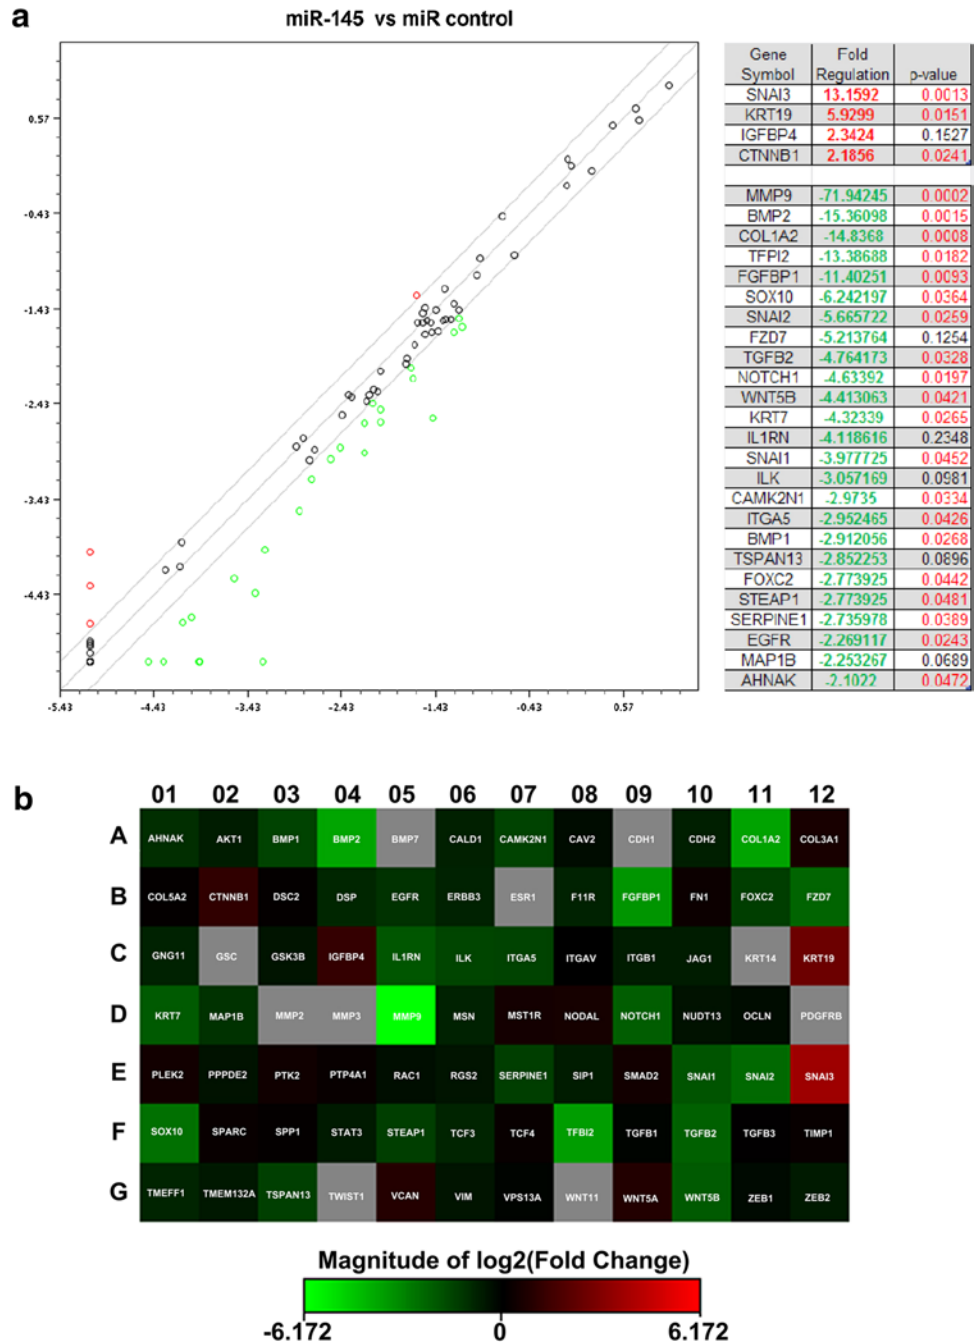 a
miR-145 vs miR control
0.57
-0.43
-1.43
-2.43
-3.43
-4.43
-5.43 -4.43 -3.43 -2.43 -1.43 -0.43 0.57
Gene Symbol Fold Regulation p-value
SNAI3 13.1592 0.0013
KRT19 5.9299 0.0151
IGFBP4 2.3424 0.1527
CTNNB1 2.1856 0.0241
MMP9 -71.94245 0.0002
BMP2 -15.36098 0.0015
COL1A2 -14.8368 0.0008
TFPI2 -13.38688 0.0182
FGFBP1 -11.40251 0.0093
SOX10 -6.242197 0.0364
SNAI2 -5.665722 0.0259
FZD7 -5.213764 0.1254
TGFB2 -4.764173 0.0328
NOTCH1 -4.63392 0.0197
WNT5B -4.413063 0.0421
KRT7 -4.32339 0.0265
IL1RN -4.118616 0.2348
SNAI1 -3.977725 0.0452
ILK -3.057169 0.0981
CAMK2N1 -2.9735 0.0334
ITGA5 -2.952465 0.0426
BMP1 -2.912056 0.0268
TSPAN13 -2.852253 0.0896
FOXC2 -2.773925 0.0442
STEAP1 -2.773925 0.0481
SERPINE1 -2.735978 0.0389
EGFR -2.269117 0.0243
MAP1B -2.253267 0.0689
AHNAK -2.1022 0.0472
b
01 02 03 04 05 06 07 08 09 10 11 12
A AHNAK AKT1 BMP1 BMP2 BMP7 CALD1 CAMK2N1 CAV2 CDH1 CDH2 COL1A2 COL3A1
B COL5A2 CTNNB1 DSC2 DSP EGFR ERBB3 ESR1 F11R FGFBP1 FN1 FOXC2 FZD7
C GNG11 GSC GSK3B IGFBP4 IL1RN ILK ITGA5 ITGAV ITGB1 JAG1 KRT14 KRT19
D KRT7 MAP1B MMP2 MMP3 MMP9 MSN MST1R NODAL NOTCH1 NUDT13 OCLN PDGFRB
E PLEK2 PPPDE2 PTK2 PTP4A1 RAC1 RGS2 SERPINE1 SIP1 SMAD2 SNAI1 SNAI2 SNAI3
F SOX10 SPARC SPP1 STAT3 STEAP1 TCF3 TCF4 TFBI2 TGFB1 TGFB2 TGFB3 TIMP1
G TMEFF1 TMEM132A TSPAN13 TWIST1 VCAN VIM VPS13A WNT11 WNT5A WNT5B ZEB1 ZEB2
Magnitude of log2(Fold Change)
-6.172 0 6.172